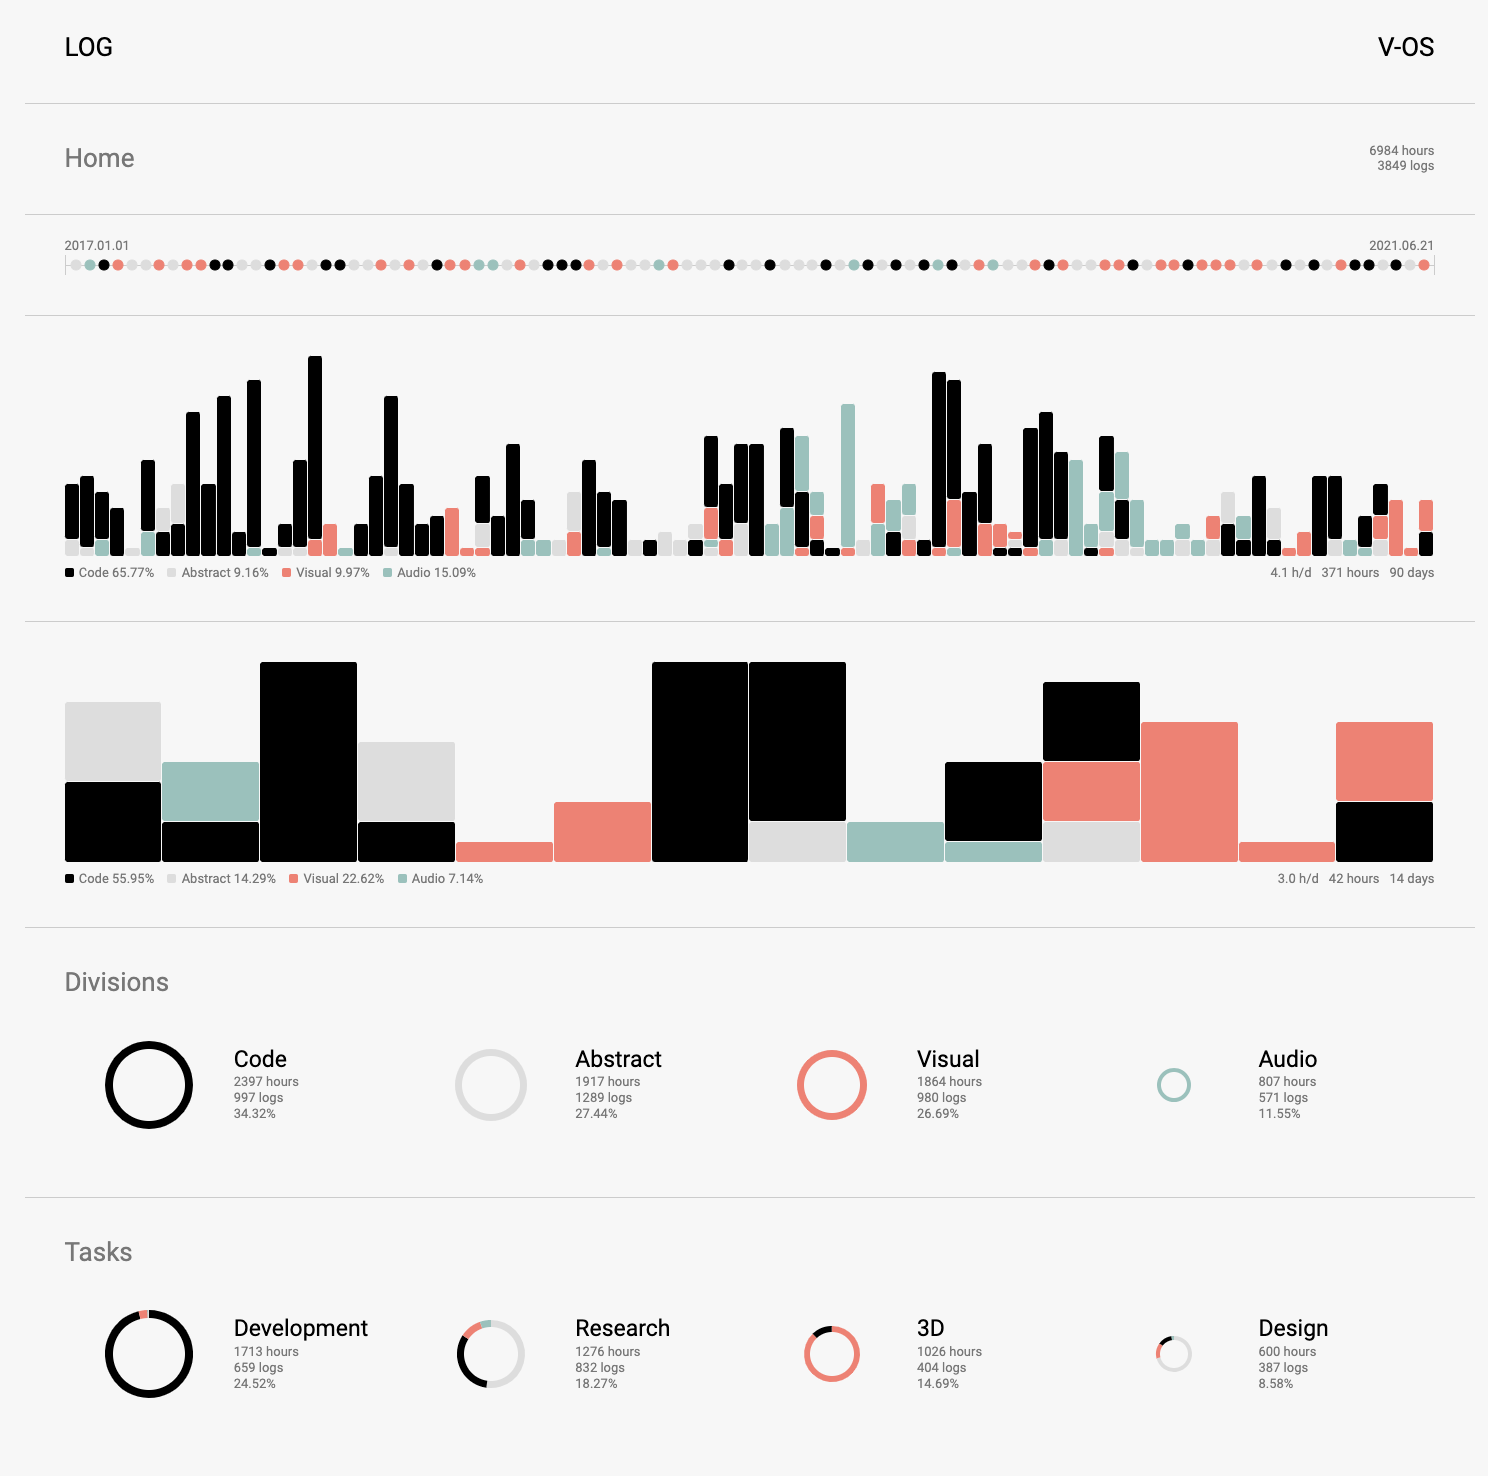 LOG
V-OS
Home
6984 hours
3849 logs
2017.01.01
2021.06.21
Code 65.77% Abstract 9.16% Visual 9.97% Audio 15.09%
4.1 h/d 371 hours 90 days
Code 55.95% Abstract 14.29% Visual 22.62% Audio 7.14%
3.0 h/d 42 hours 14 days
Divisions
Code
2397 hours
997 logs
34.32%
Abstract
1917 hours
1289 logs
27.44%
Visual
1864 hours
980 logs
26.69%
Audio
807 hours
571 logs
11.55%
Tasks
Development
1713 hours
659 logs
24.52%
Research
1276 hours
832 logs
18.27%
3D
1026 hours
404 logs
14.69%
Design
600 hours
387 logs
8.58%